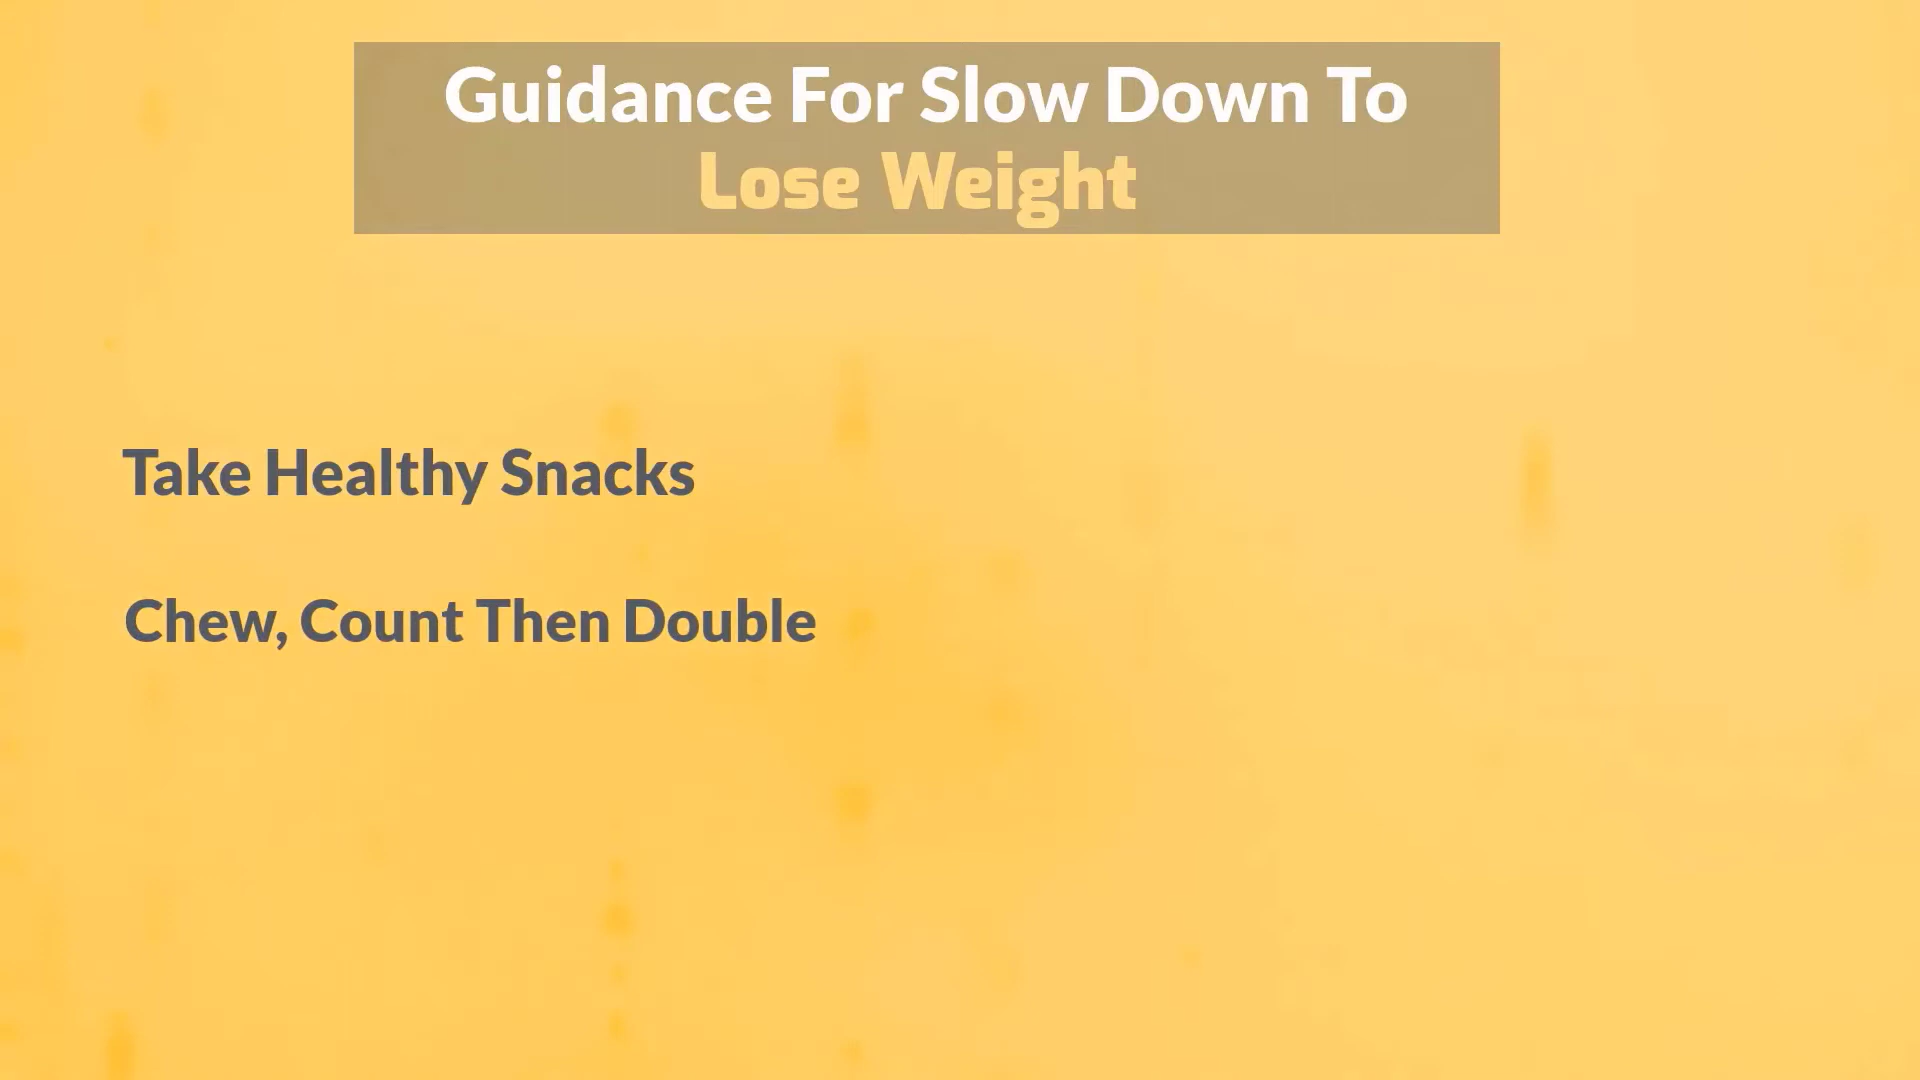 Guidance For Slow Down To
Lose Weight
Take Healthy Snacks
Chew, Count Then Double